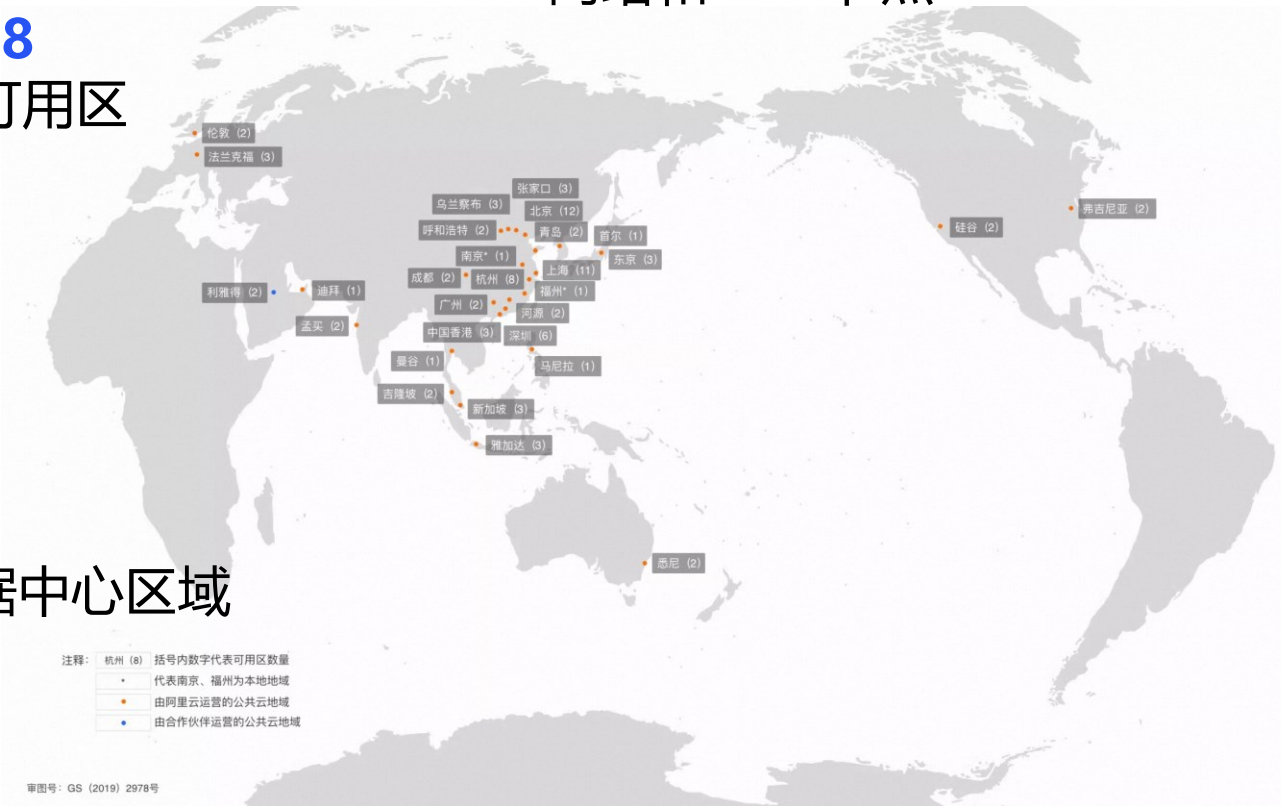 8
可用区
伦敦（2）
法兰克福（3）
张家口（3）
乌兰察布（3）
北京（12）
弗吉尼亚（2）
呼和浩特（2）
青岛（2）
首尔（1）
硅谷（2）
南京*（1）
东京（3）
成都（2）
杭州（8）
上海（11）
利雅得（2）
迪拜（1）
福州*（1）
广州（2）
河源（2）
孟买（2）
中国香港（3）
深圳（6）
曼谷（1）
马尼拉（1）
吉隆坡（2）
新加坡（3）
雅加达（3）
悉尼（2）
据中心区域
注释： 杭州（8） 括号内数字代表可用区数量
* 代表南京、福州为本地地域
由阿里云运营的公共云地域
由合作伙伴运营的公共云地域
审图号：GS（2019）2978号